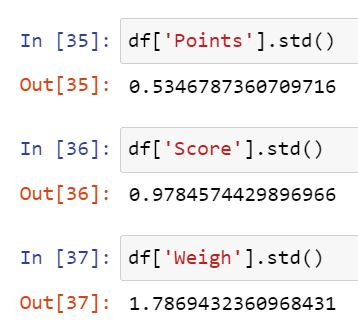 In [35]: df['Points'].std()
Out[35]: 0.5346787360709716
In [36]: df['Score'].std()
Out[36]: 0.9784574429896966
In [37]: df['Weigh'].std()
Out[37]: 1.7869432360968431